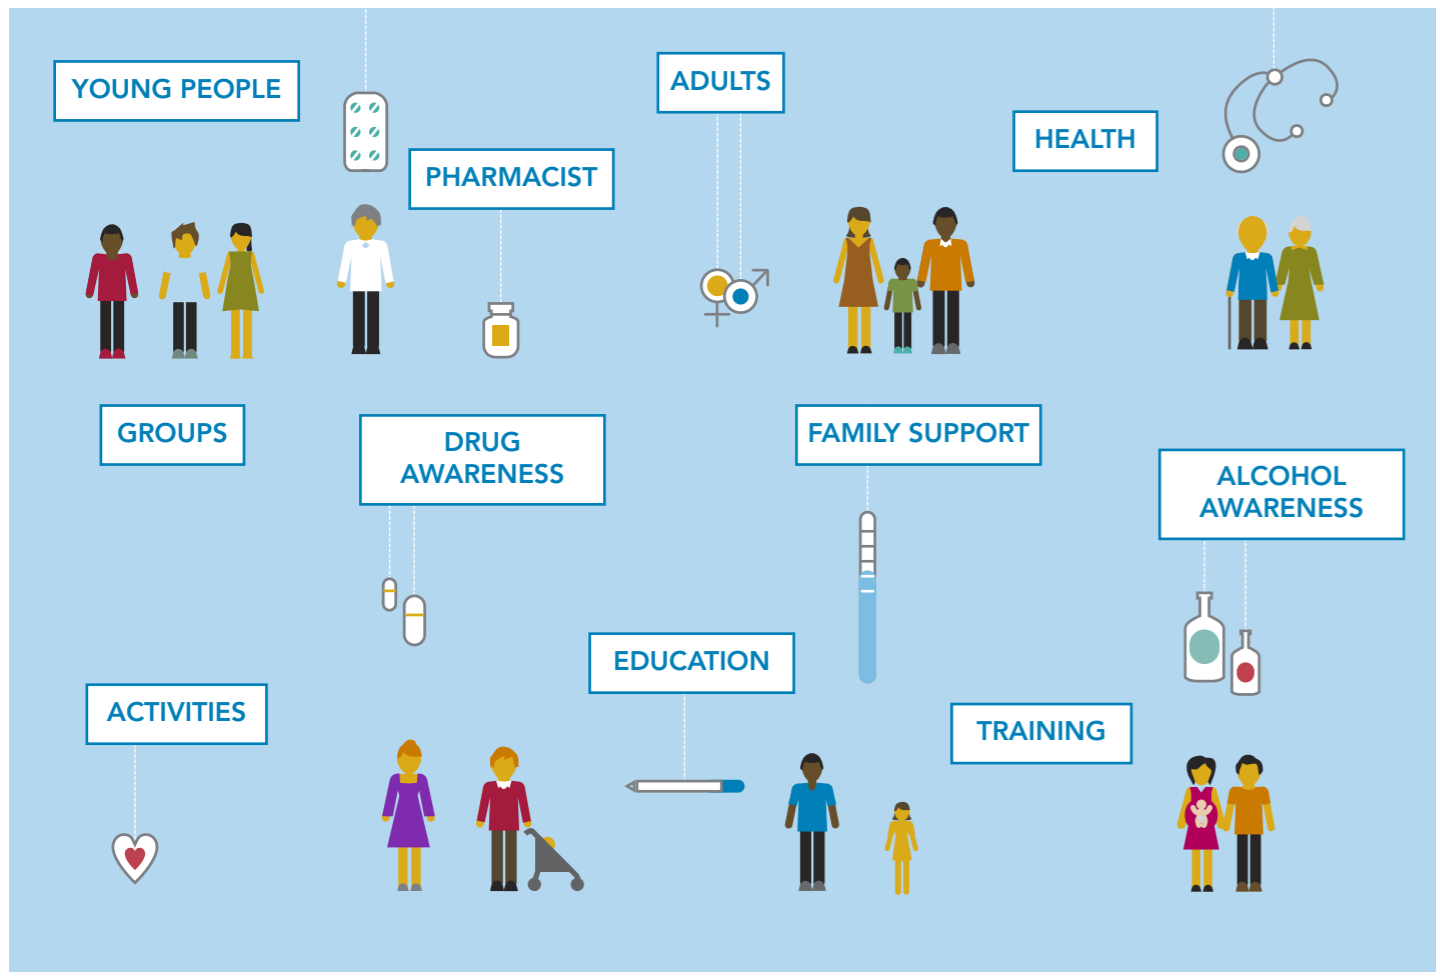 YOUNG PEOPLE
ADULTS
HEALTH
PHARMACIST
GROUPS
DRUG
AWARENESS
FAMILY SUPPORT
ALCOHOL
AWARENESS
EDUCATION
ACTIVITIES
TRAINING